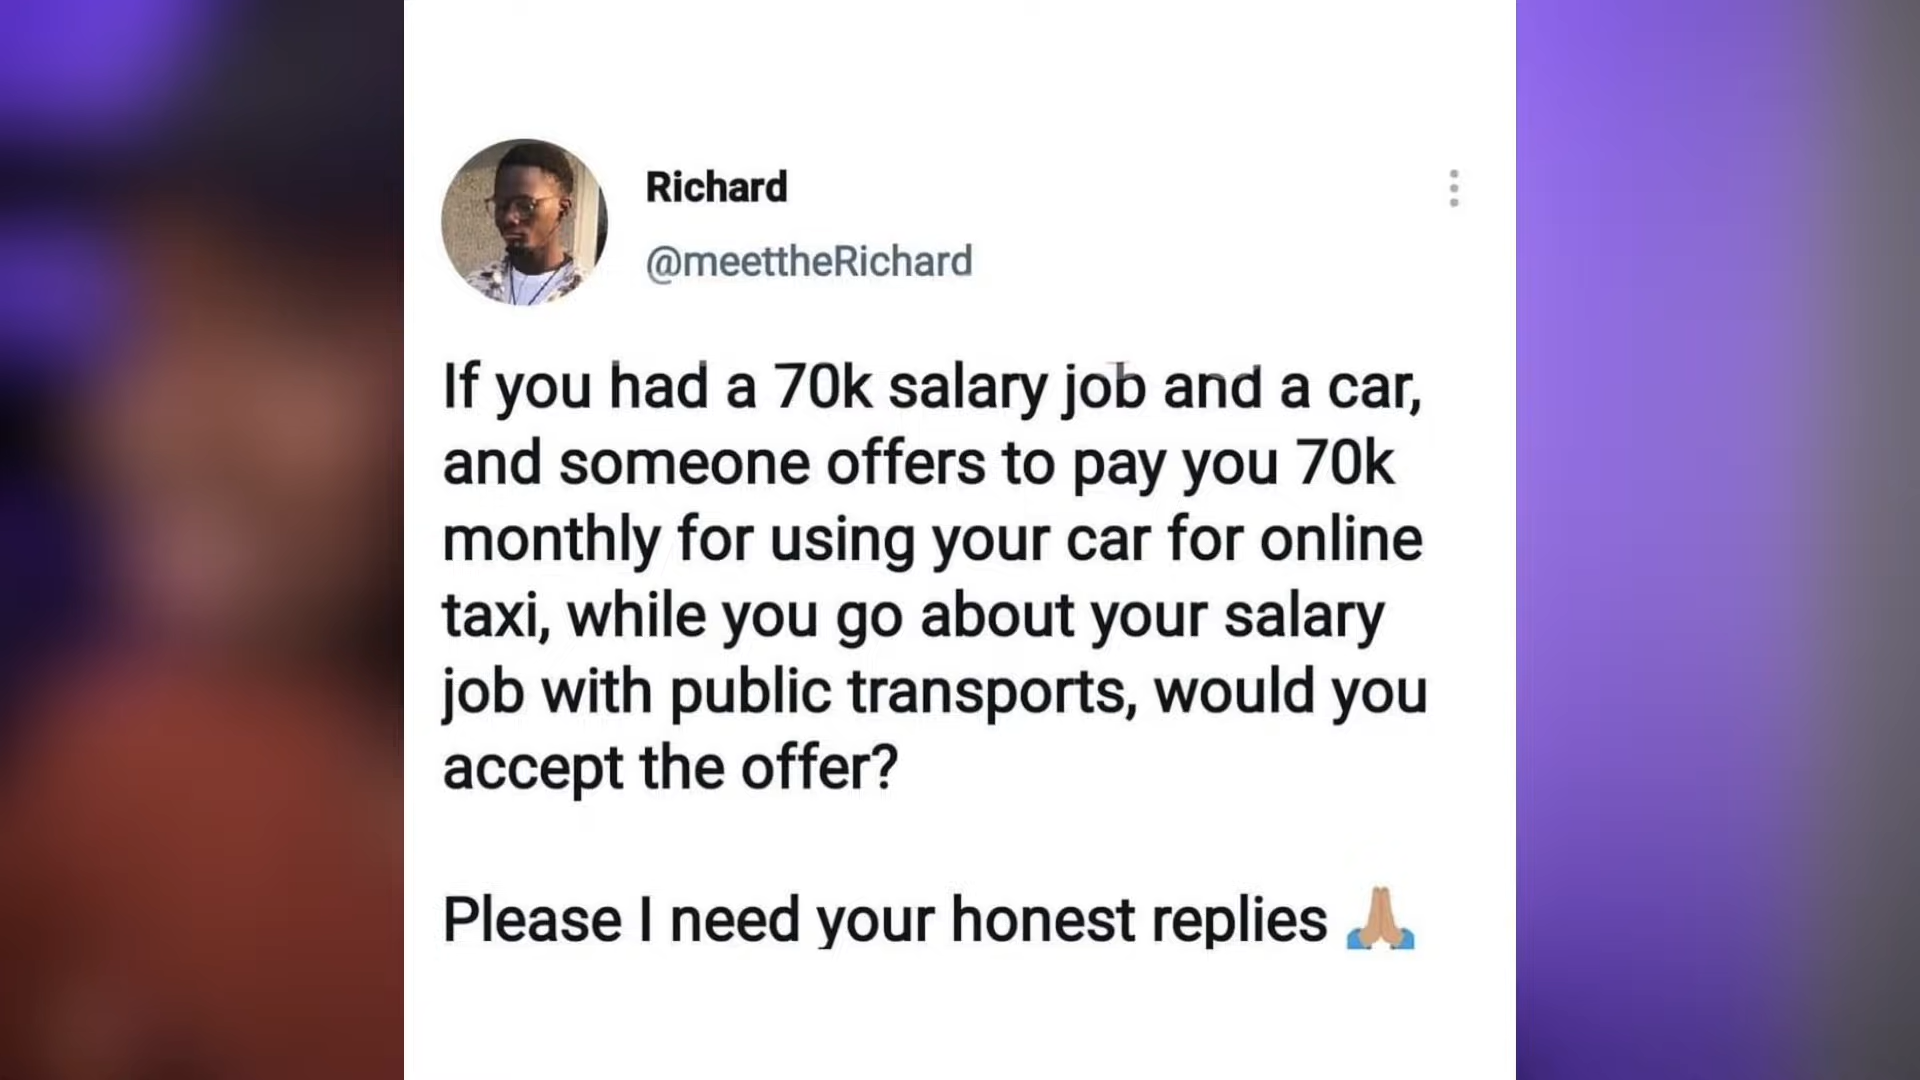 Richard
@meettheRichard
If you had a 70k salary job and a car,
and someone offers to pay you 70k
monthly for using your car for online
taxi, while you go about your salary
job with public transports, would you
accept the offer?
Please I need your honest replies 🙏🏽